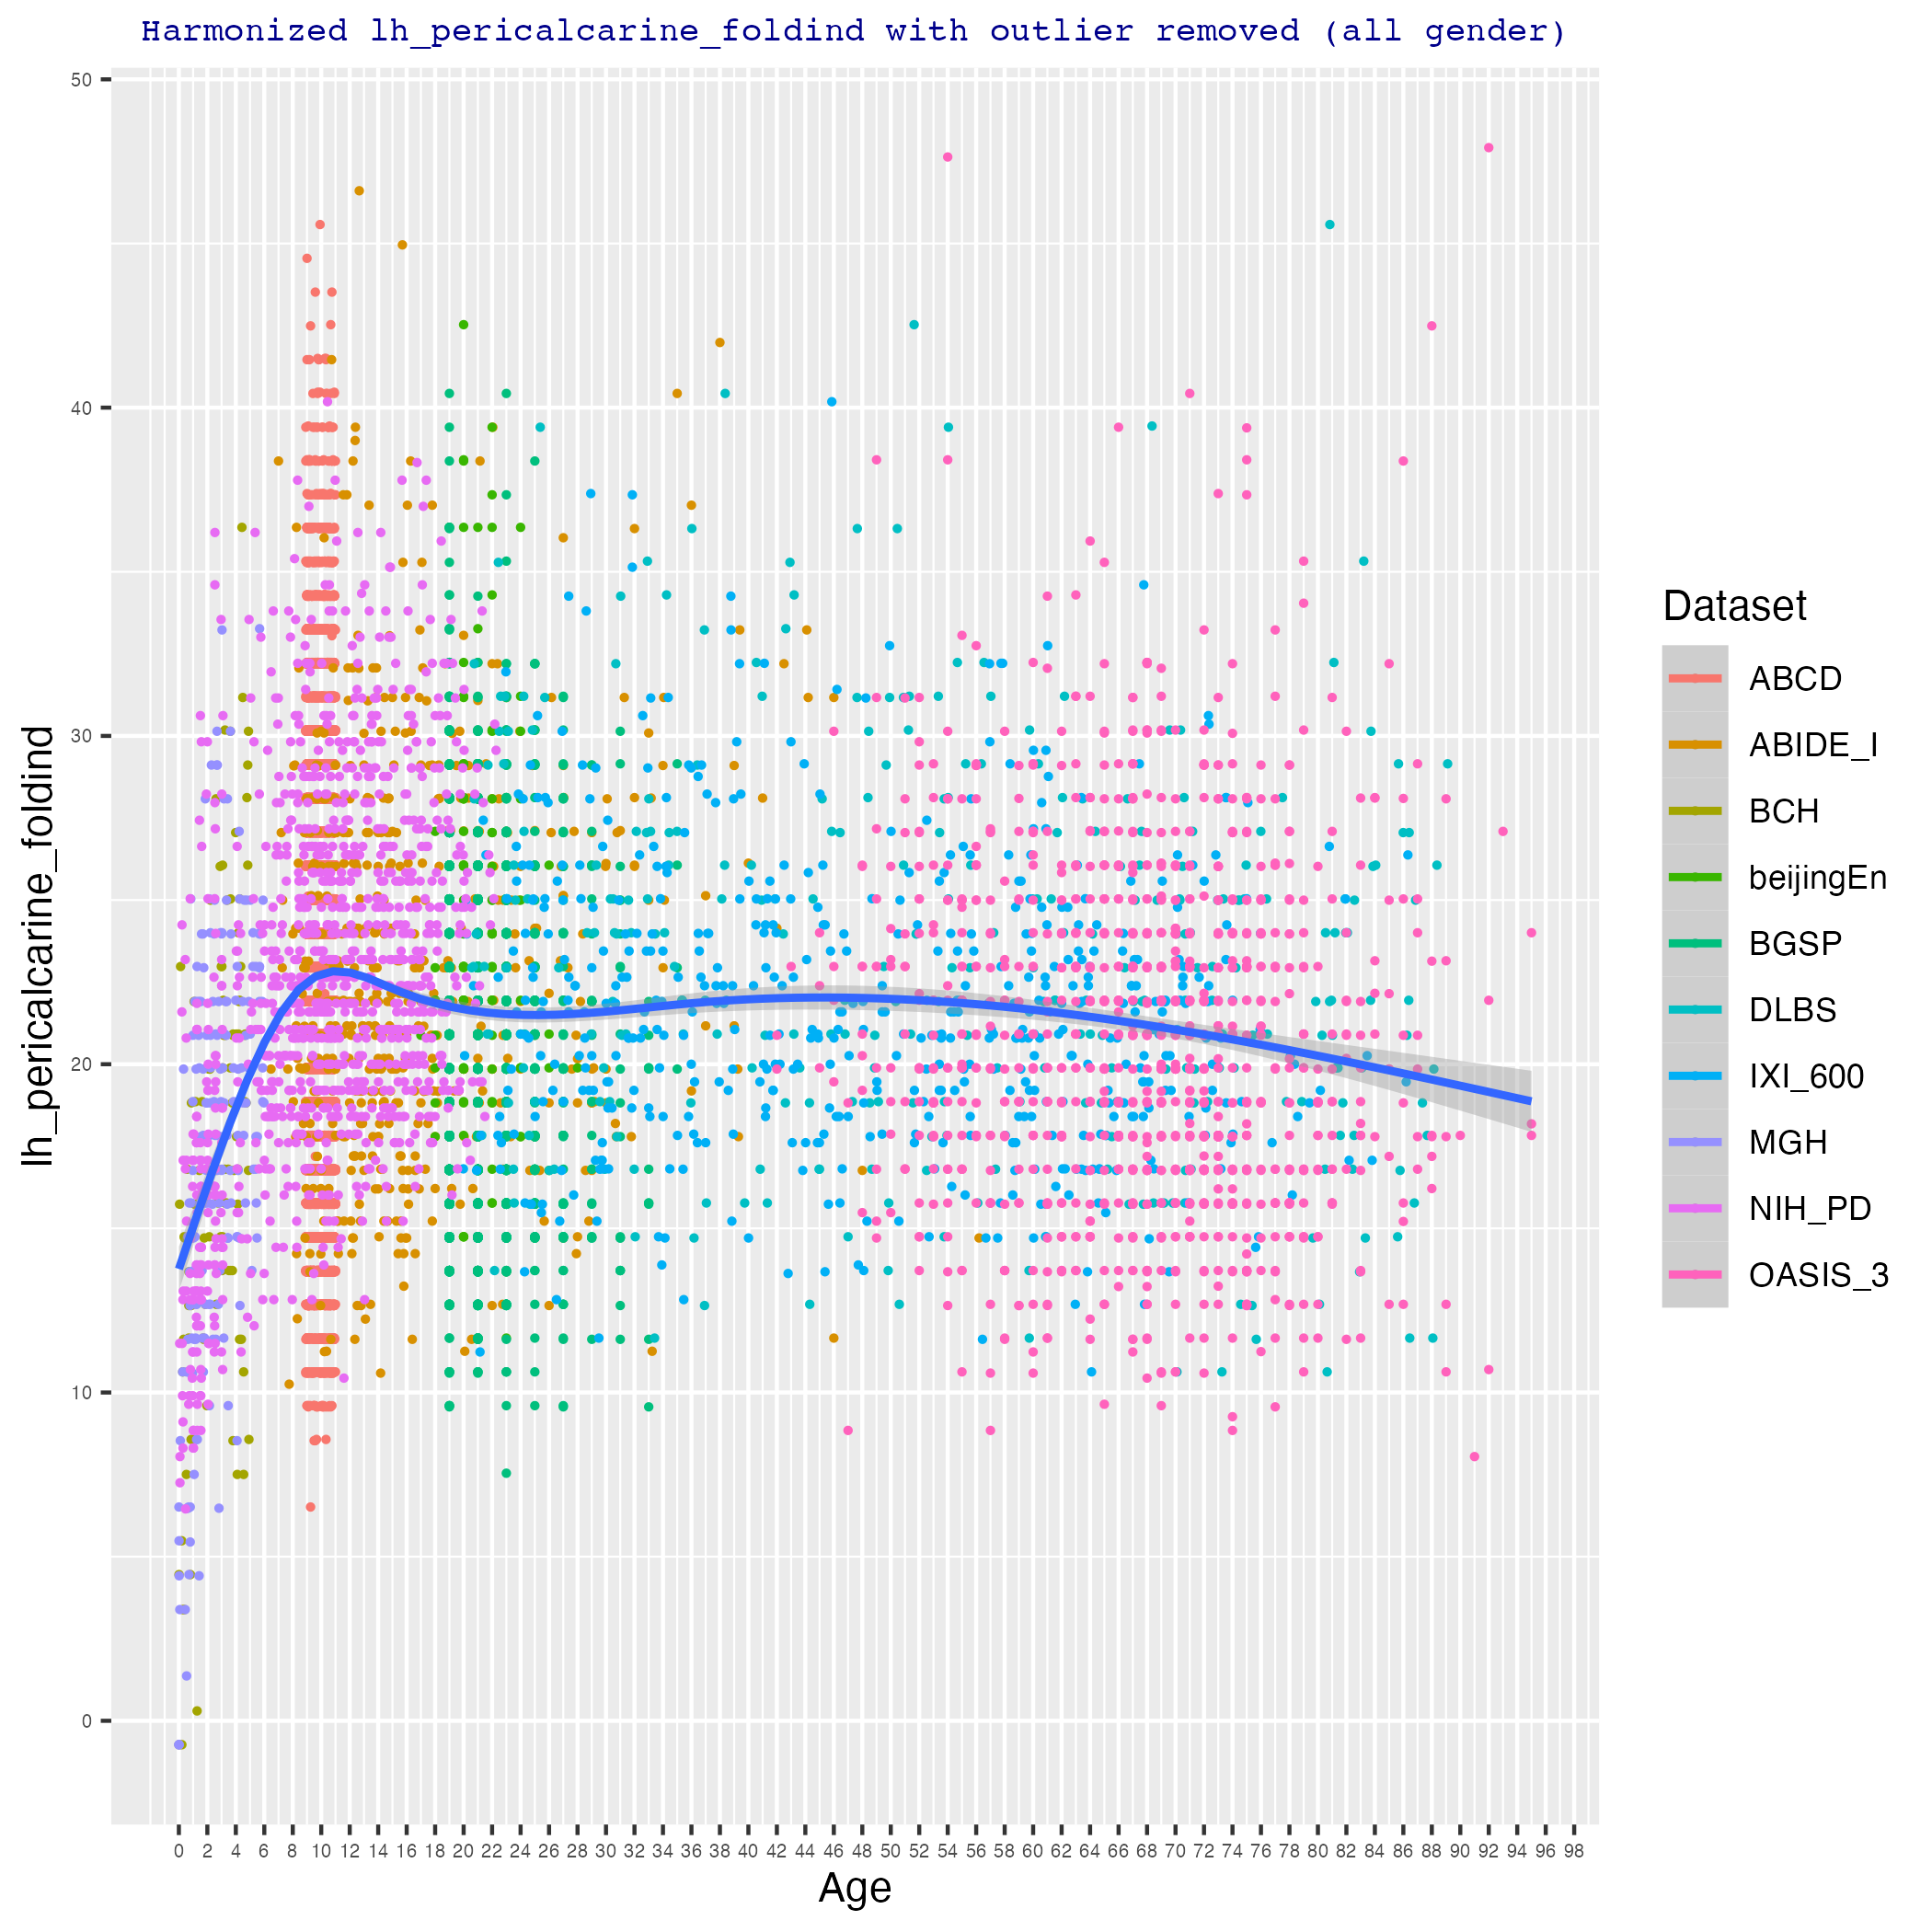 Harmonized lh_pericalcarine_foldind with outlier removed (all gender)
50
40
30
20
10
0
lh_pericalcarine_foldind
0 2 4 6 8 10 12 14 16 18 20 22 24 26 28 30 32 34 36 38 40 42 44 46 48 50 52 54 56 58 60 62 64 66 68 70 72 74 76 78 80 82 84 86 88 90 92 94 96 98
Age
Dataset
ABCD
ABIDE_I
BCH
beijingEn
BGSP
DLBS
IXI_600
MGH
NIH_PD
OASIS_3